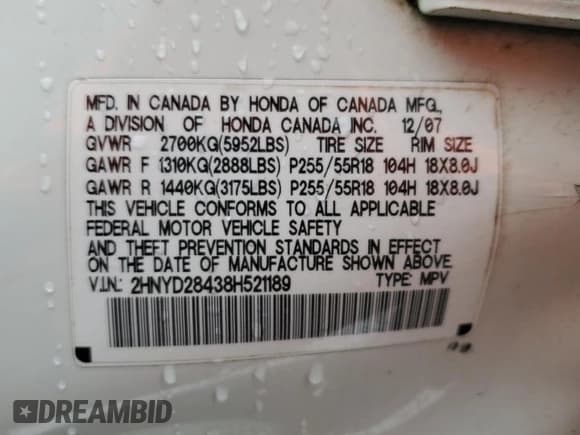 MFD. IN CANADA BY HONDA OF CANADA MFG.,
A DIVISION OF HONDA CANADA INC. 12/07
GVWR 2700KG(5952LBS) TIRE SIZE RIM SIZE
GAWR F 1310KG(2888LBS) P255/55R18 104H 18X8.0J
GAWR R 1440KG(3175LBS) P255/55R18 104H 18X8.0J
THIS VEHICLE CONFORMS TO ALL APPLICABLE
FEDERAL MOTOR VEHICLE SAFETY
AND THEFT PREVENTION STANDARDS IN EFFECT
ON THE DATE OF MANUFACTURE SHOWN ABOVE.
V.I.N.: 2HNYD28438H521189 TYPE: MPV
DREAMBID